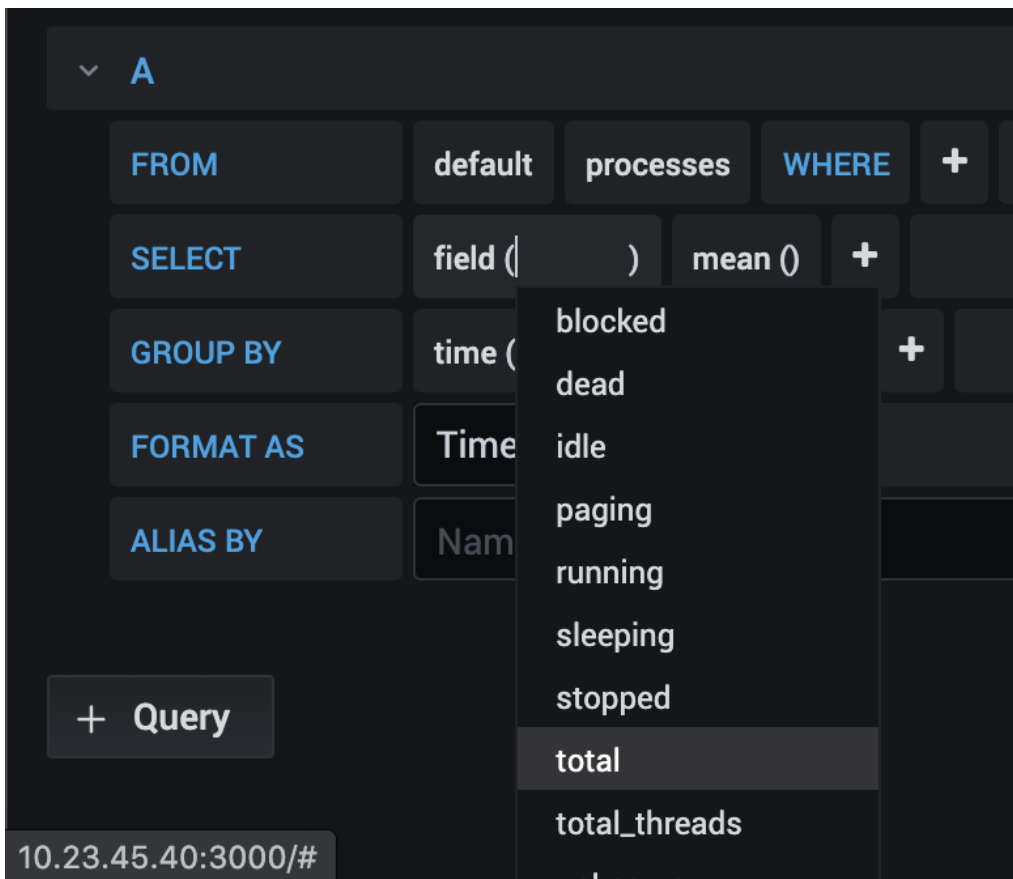 A
FROM default processes WHERE +
SELECT field ( ) mean () +
blocked
GROUP BY time ( +
dead
FORMAT AS Time idle
paging
ALIAS BY Nam
running
sleeping
stopped
+ Query
total
total_threads
10.23.45.40:3000/#